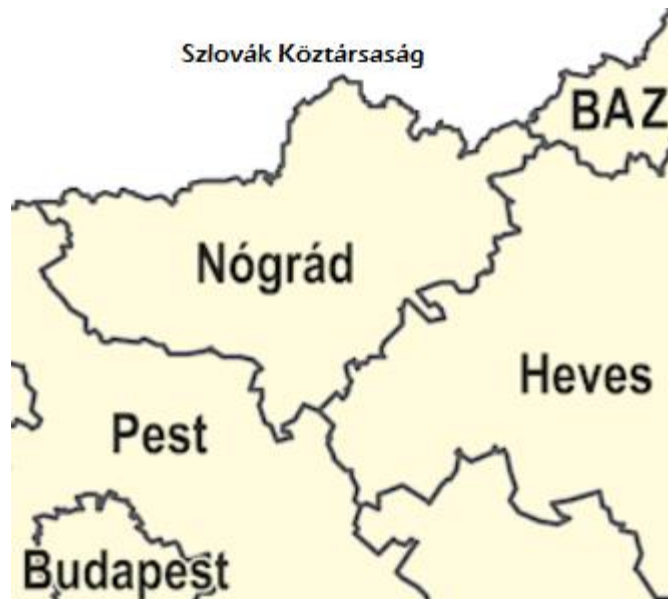 Szlovák Köztársaság
BAZ
Nógrád
Heves
Pest
Budapest